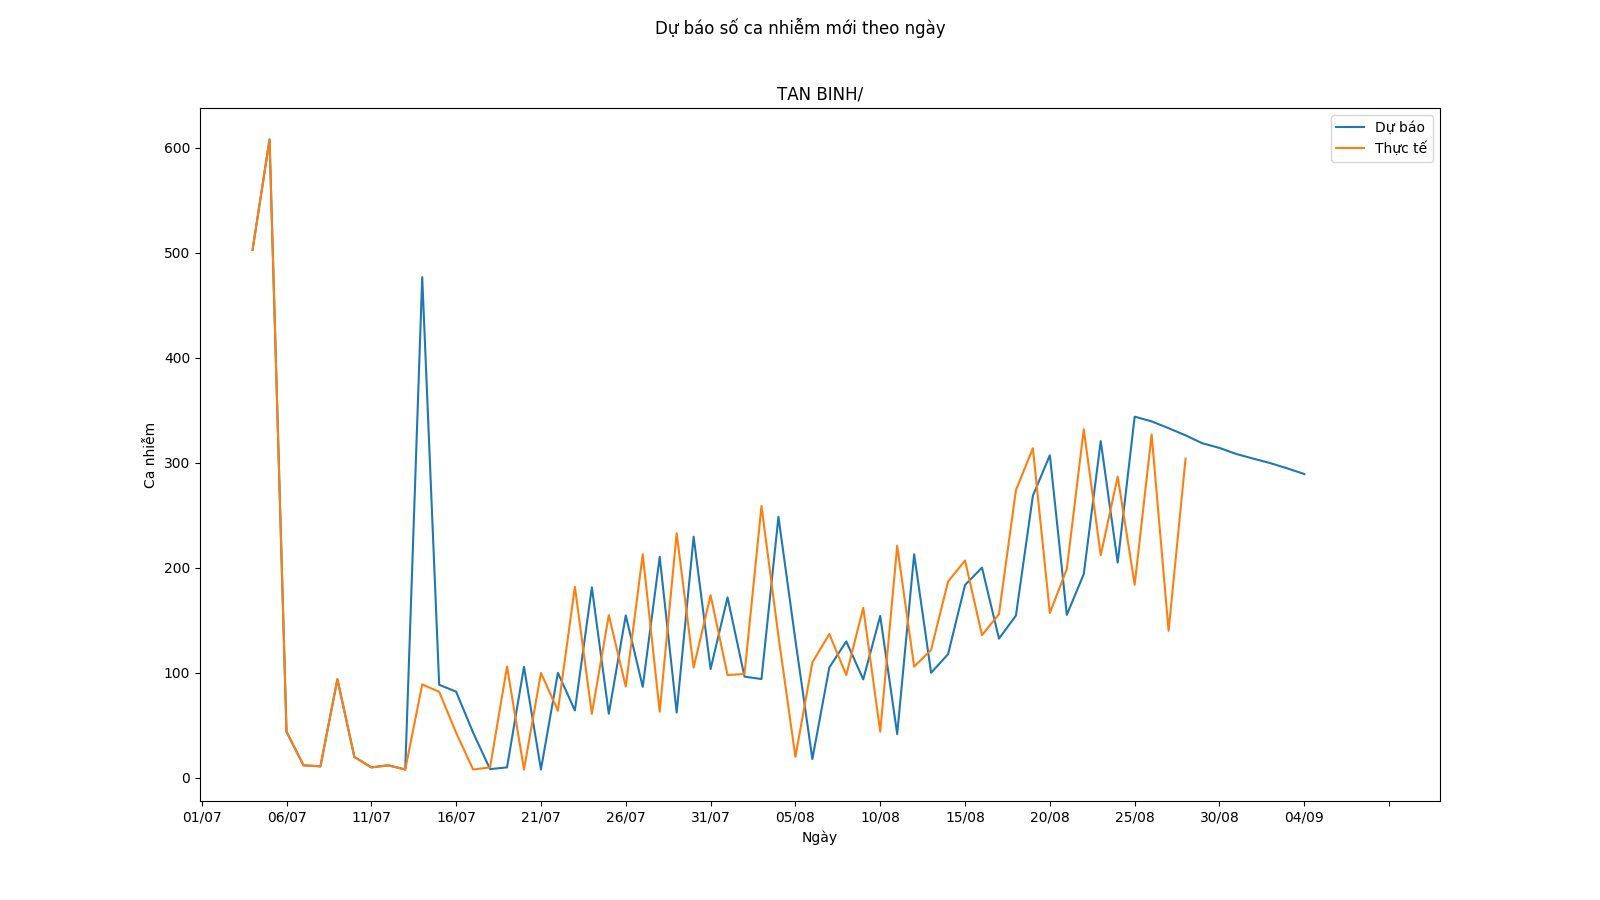 Dự báo số ca nhiễm mới theo ngày
TAN BINH/
Dự báo
Thực tế
600
500
400
300
200
100
0
Ca nhiễm
01/07 06/07 11/07 16/07 21/07 26/07 31/07 05/08 10/08 15/08 20/08 25/08 30/08 04/09
Ngày